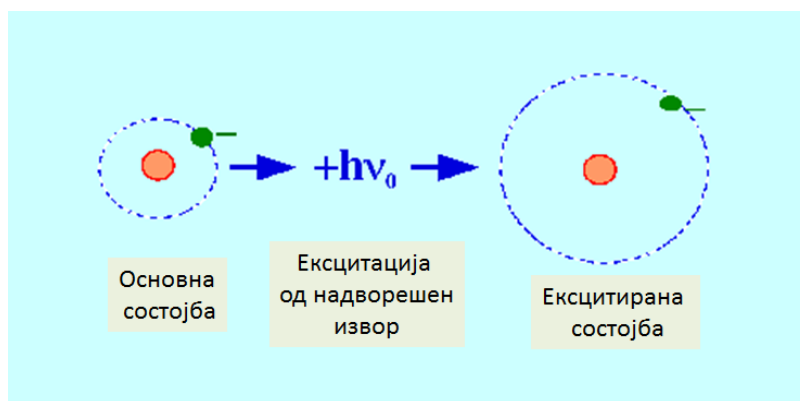 +hν₀
Основна
состојба
Ексцитација
од надворешен
извор
Ексцитирана
состојба